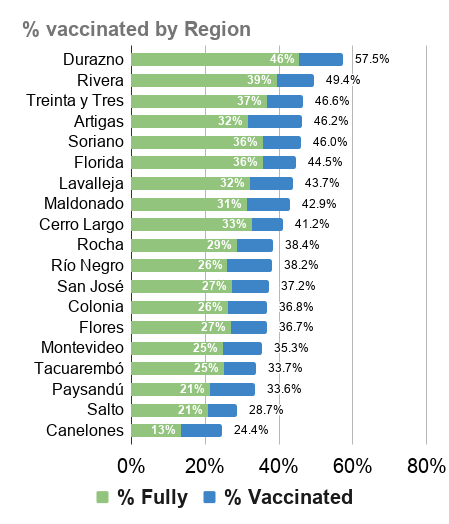 % vaccinated by Region
Durazno 46% 57.5%
Rivera 39% 49.4%
Treinta y Tres 37% 46.6%
Artigas 32% 46.2%
Soriano 36% 46.0%
Florida 36% 44.5%
Lavalleja 32% 43.7%
Maldonado 31% 42.9%
Cerro Largo 33% 41.2%
Rocha 29% 38.4%
Río Negro 26% 38.2%
San José 27% 37.2%
Colonia 26% 36.8%
Flores 27% 36.7%
Montevideo 25% 35.3%
Tacuarembó 25% 33.7%
Paysandú 21% 33.6%
Salto 21% 28.7%
Canelones 13% 24.4%
0% 20% 40% 60% 80%
% Fully % Vaccinated